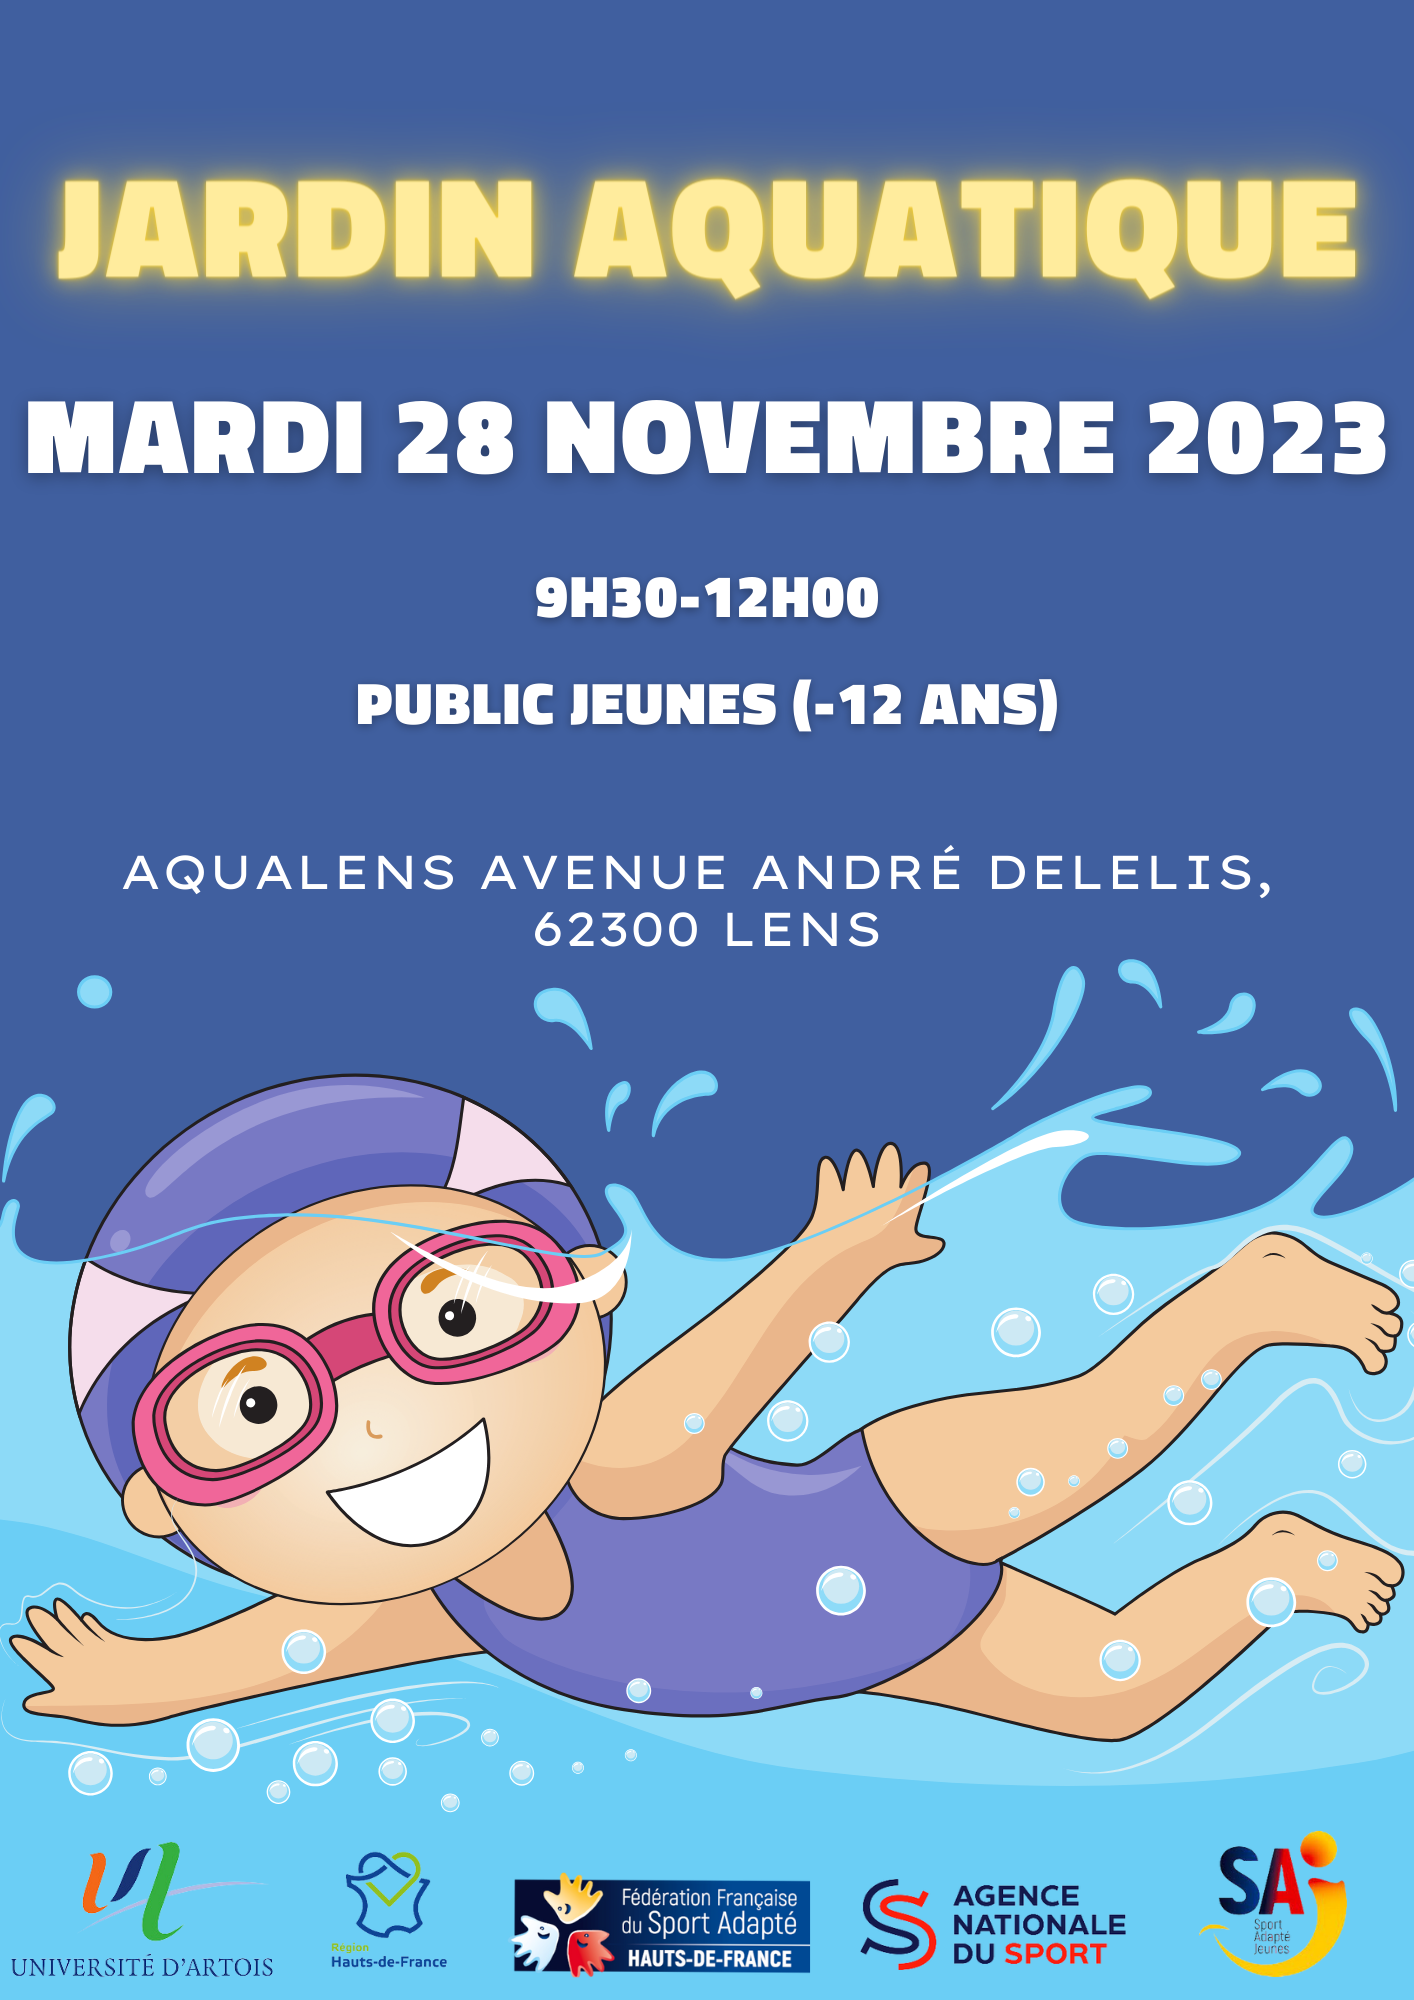 JARDIN AQUATIQUE
MARDI 28 NOVEMBRE 2023
9H30-12H00
PUBLIC JEUNES (-12 ANS)
AQUALENS AVENUE ANDRÉ DELELIS,
62300 LENS
UNIVERSITÉ D'ARTOIS
Région
Hauts-de-France
Fédération Française
du Sport Adapté
HAUTS-DE-FRANCE
AGENCE
NATIONALE
DU SPORT
SAJ
Sport
Adapté
Jeunes